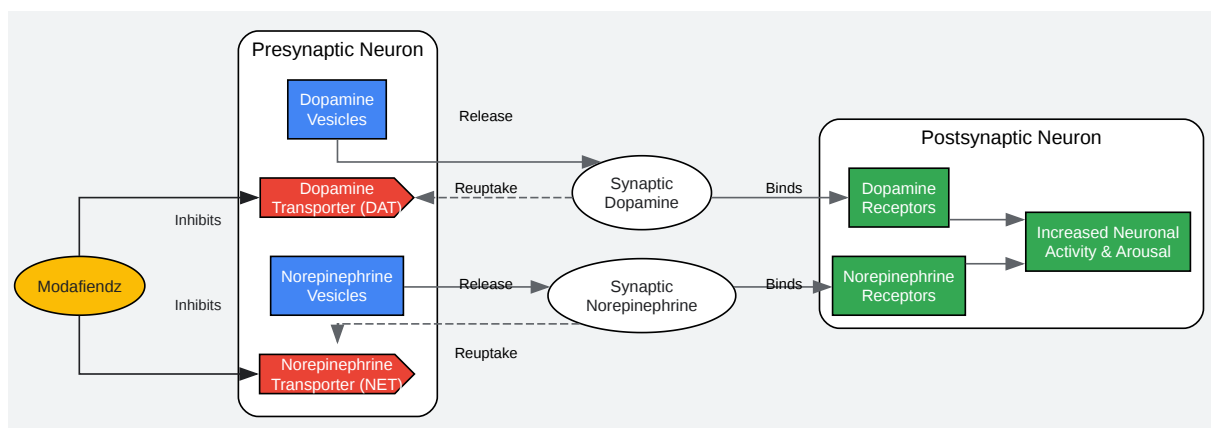 Presynaptic Neuron
Dopamine
Vesicles
Release
Postsynaptic Neuron
Dopamine
Transporter (DAT)
Reuptake
Synaptic
Dopamine
Binds
Dopamine
Receptors
Inhibits
Increased Neuronal
Activity & Arousal
Modafiendz
Inhibits
Norepinephrine
Vesicles
Release
Synaptic
Norepinephrine
Binds
Norepinephrine
Receptors
Reuptake
Norepinephrine
Transporter (NET)